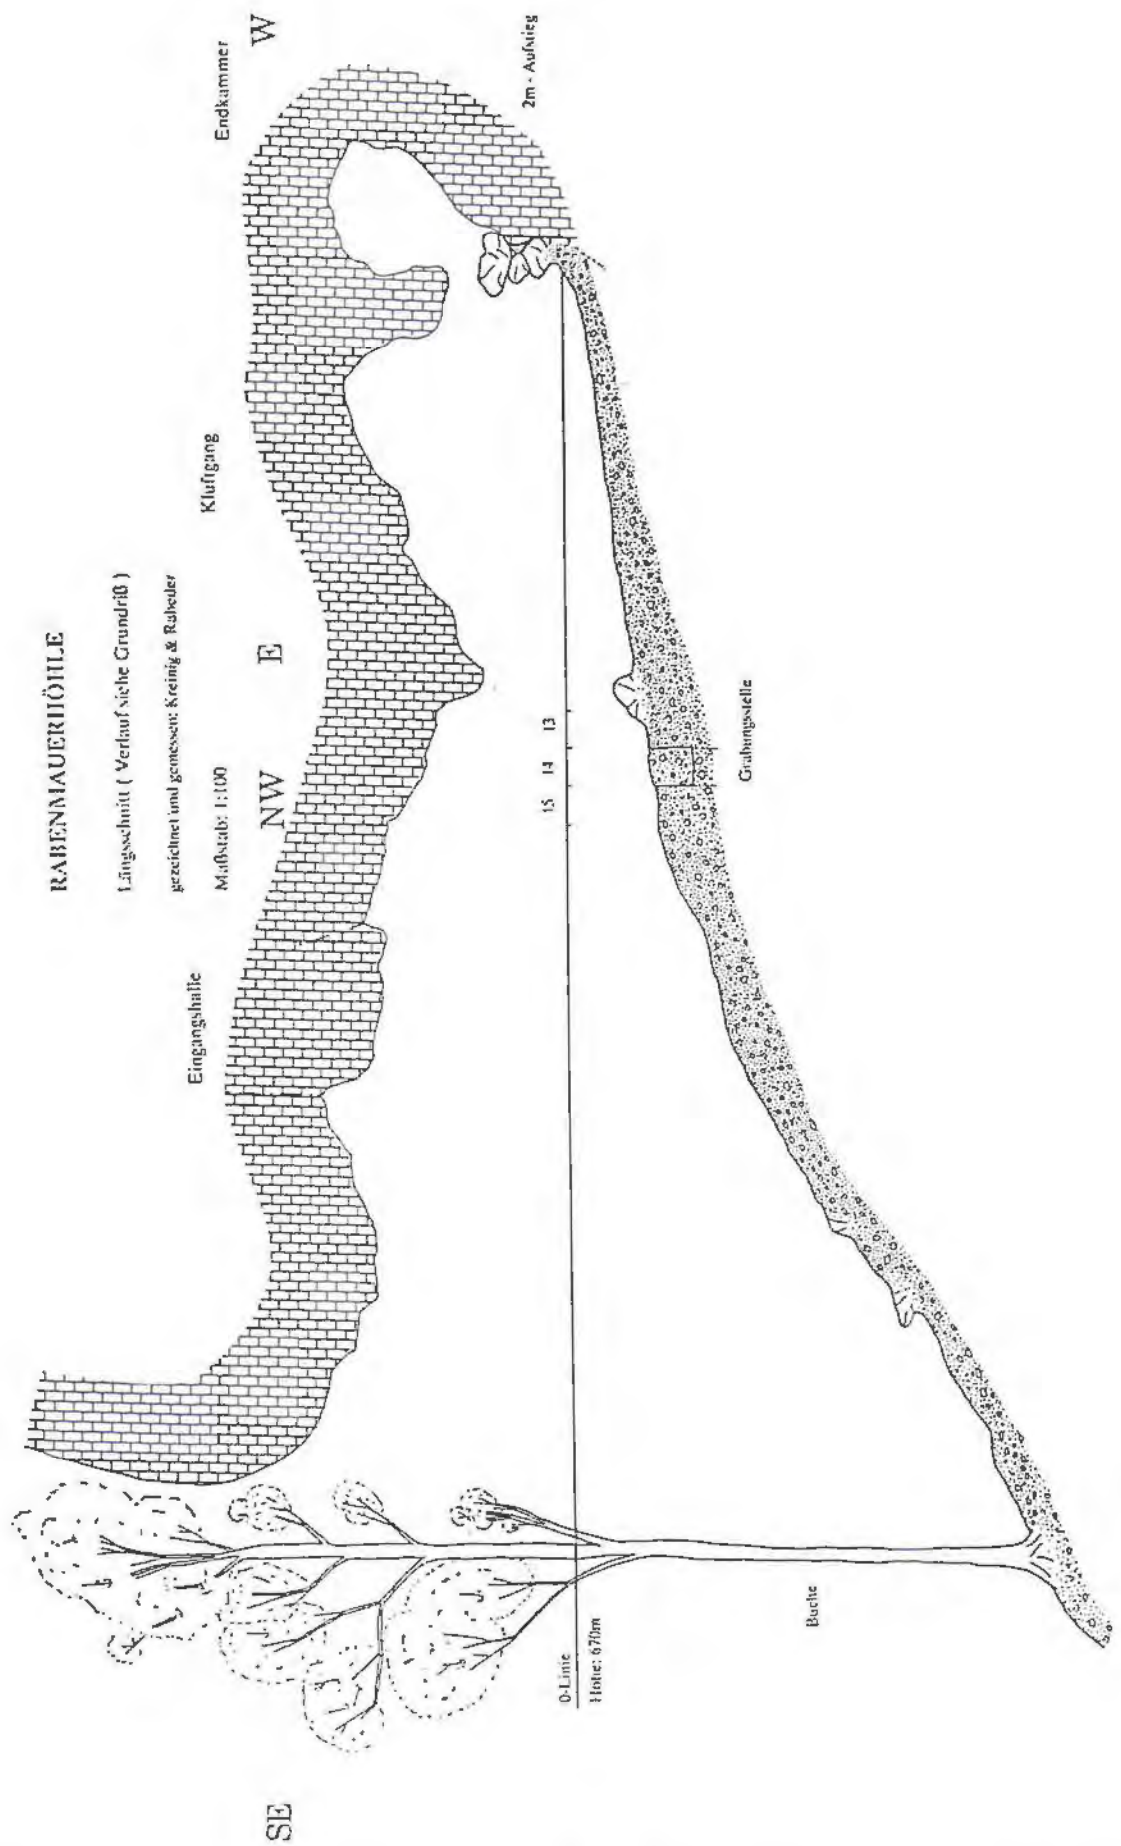 RABENMAUERHÖHLE
Längsschnitt ( Verlauf siehe Grundriß )
gezeichnet und gemessen: Kreinig & Rabeder
Maßstab: 1:100
Eingangshalle
Kluftgang
Endkammer
SE
NW
E
W
2m - Aufstieg
15 14 13
0-Linie
Höhe: 670m
Grabungsstelle
Buche